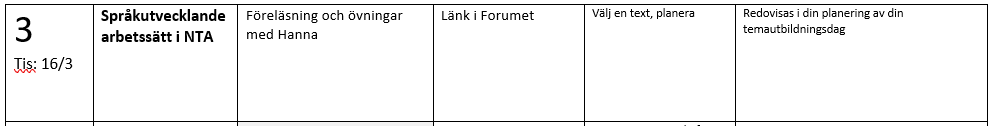 3
Tis: 16/3
Språkutvecklande
arbetssätt i NTA
Föreläsning och övningar
med Hanna
Länk i Forumet
Välj en text, planera
Redovisas i din planering av din
temautbildningsdag